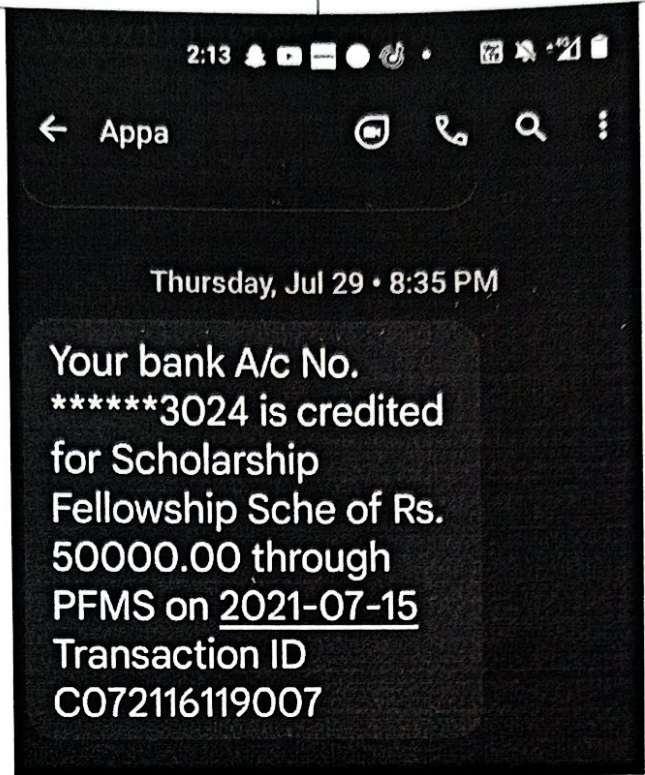 2:13
Appa
Thursday, Jul 29 • 8:35 PM
Your bank A/c No.
******3024 is credited
for Scholarship
Fellowship Sche of Rs.
50000.00 through
PFMS on 2021-07-15
Transaction ID
C072116119007